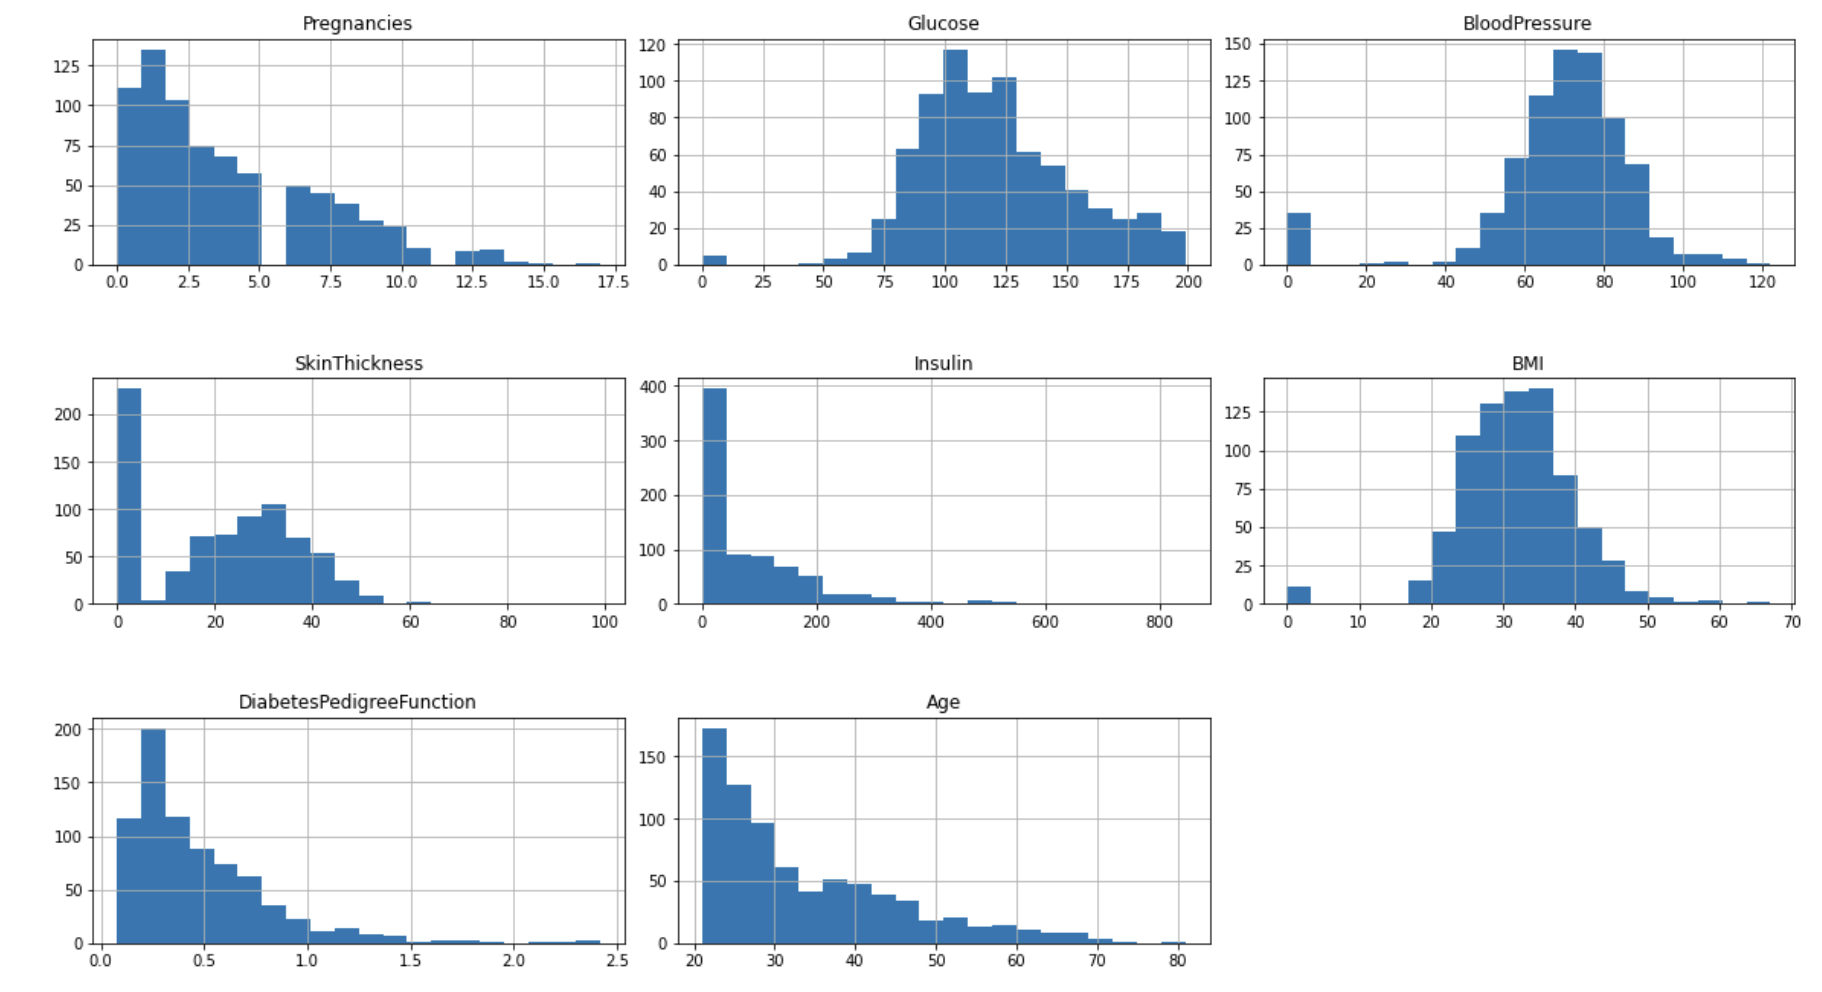 Pregnancies
125
100
75
50
25
0
0.0 2.5 5.0 7.5 10.0 12.5 15.0 17.5
Glucose
120
100
80
60
40
20
0
0 25 50 75 100 125 150 175 200
BloodPressure
150
125
100
75
50
25
0
0 20 40 60 80 100 120
SkinThickness
200
150
100
50
0
0 20 40 60 80 100
Insulin
400
300
200
100
0
0 200 400 600 800
BMI
125
100
75
50
25
0
0 10 20 30 40 50 60 70
DiabetesPedigreeFunction
200
150
100
50
0
0.0 0.5 1.0 1.5 2.0 2.5
Age
150
100
50
0
20 30 40 50 60 70 80